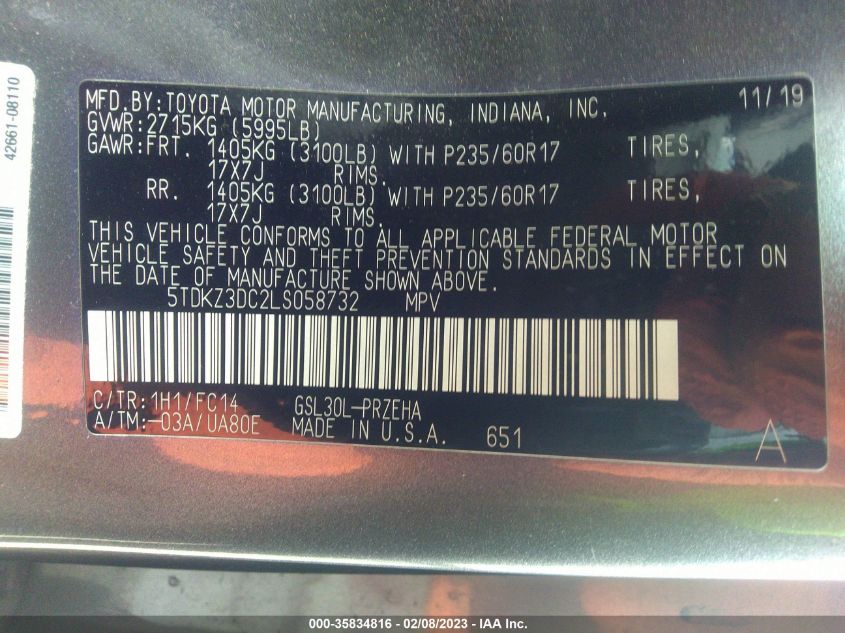 42661-08110
MFD.BY:TOYOTA MOTOR MANUFACTURING, INDIANA, INC. 11/19
GVWR:2715KG (5995LB)
GAWR:FRT. 1405KG (3100LB) WITH P235/60R17 TIRES,
17X7J RIMS.
RR. 1405KG (3100LB) WITH P235/60R17 TIRES,
17X7J RIMS.
THIS VEHICLE CONFORMS TO ALL APPLICABLE FEDERAL MOTOR
VEHICLE SAFETY AND THEFT PREVENTION STANDARDS IN EFFECT ON
THE DATE OF MANUFACTURE SHOWN ABOVE.
5TDKZ3DC2LS058732 MPV
C/TR:1H1/FC14 GSL30L-PRZEHA
A/TM:-03A/UA80E MADE IN U.S.A. 651
A
000-35834816 - 02/08/2023 - IAA Inc.